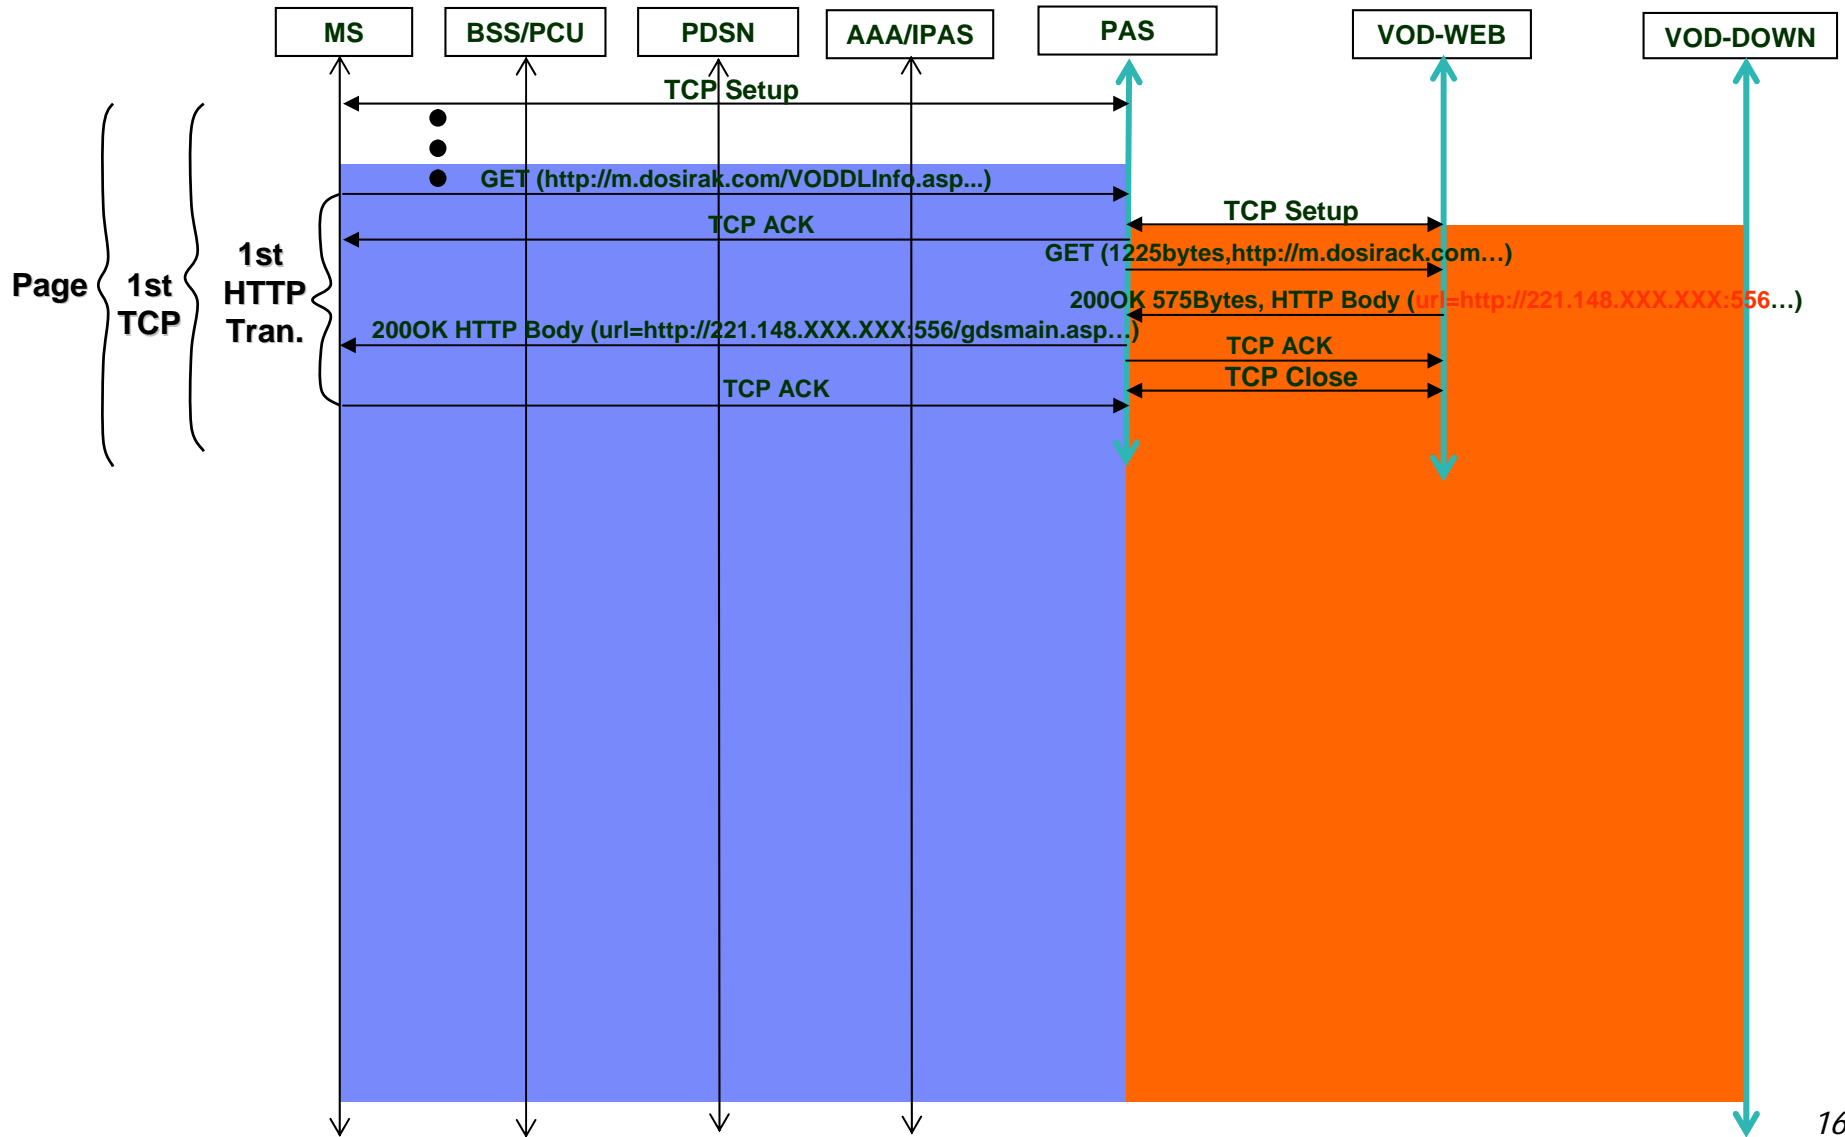 MS
BSS/PCU
PDSN
AAA/IPAS
PAS
VOD-WEB
VOD-DOWN
TCP Setup
GET (http://m.dosirak.com/VODDLInfo.asp...)
TCP ACK
TCP Setup
GET (1225bytes,http://m.dosirack.com…)
200OK 575Bytes, HTTP Body (url=http://221.148.XXX.XXX:556…)
200OK HTTP Body (url=http://221.148.XXX.XXX:556/gdsmain.asp…)
TCP ACK
TCP Close
TCP ACK
Page
1st
TCP
1st
HTTP
Tran.
16